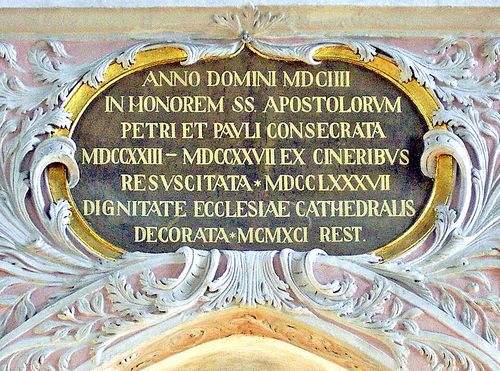 ANNO DOMINI MDCIIII
IN HONOREM SS. APOSTOLORVM
PETRI ET PAVLI CONSECRATA
MDCCXXIII - MDCCXXVII EX CINERIBVS
RESVSCITATA * MDCCLXXXVII
DIGNITATE ECCLESIAE CATHEDRALIS
DECORATA * MCMXCI REST.